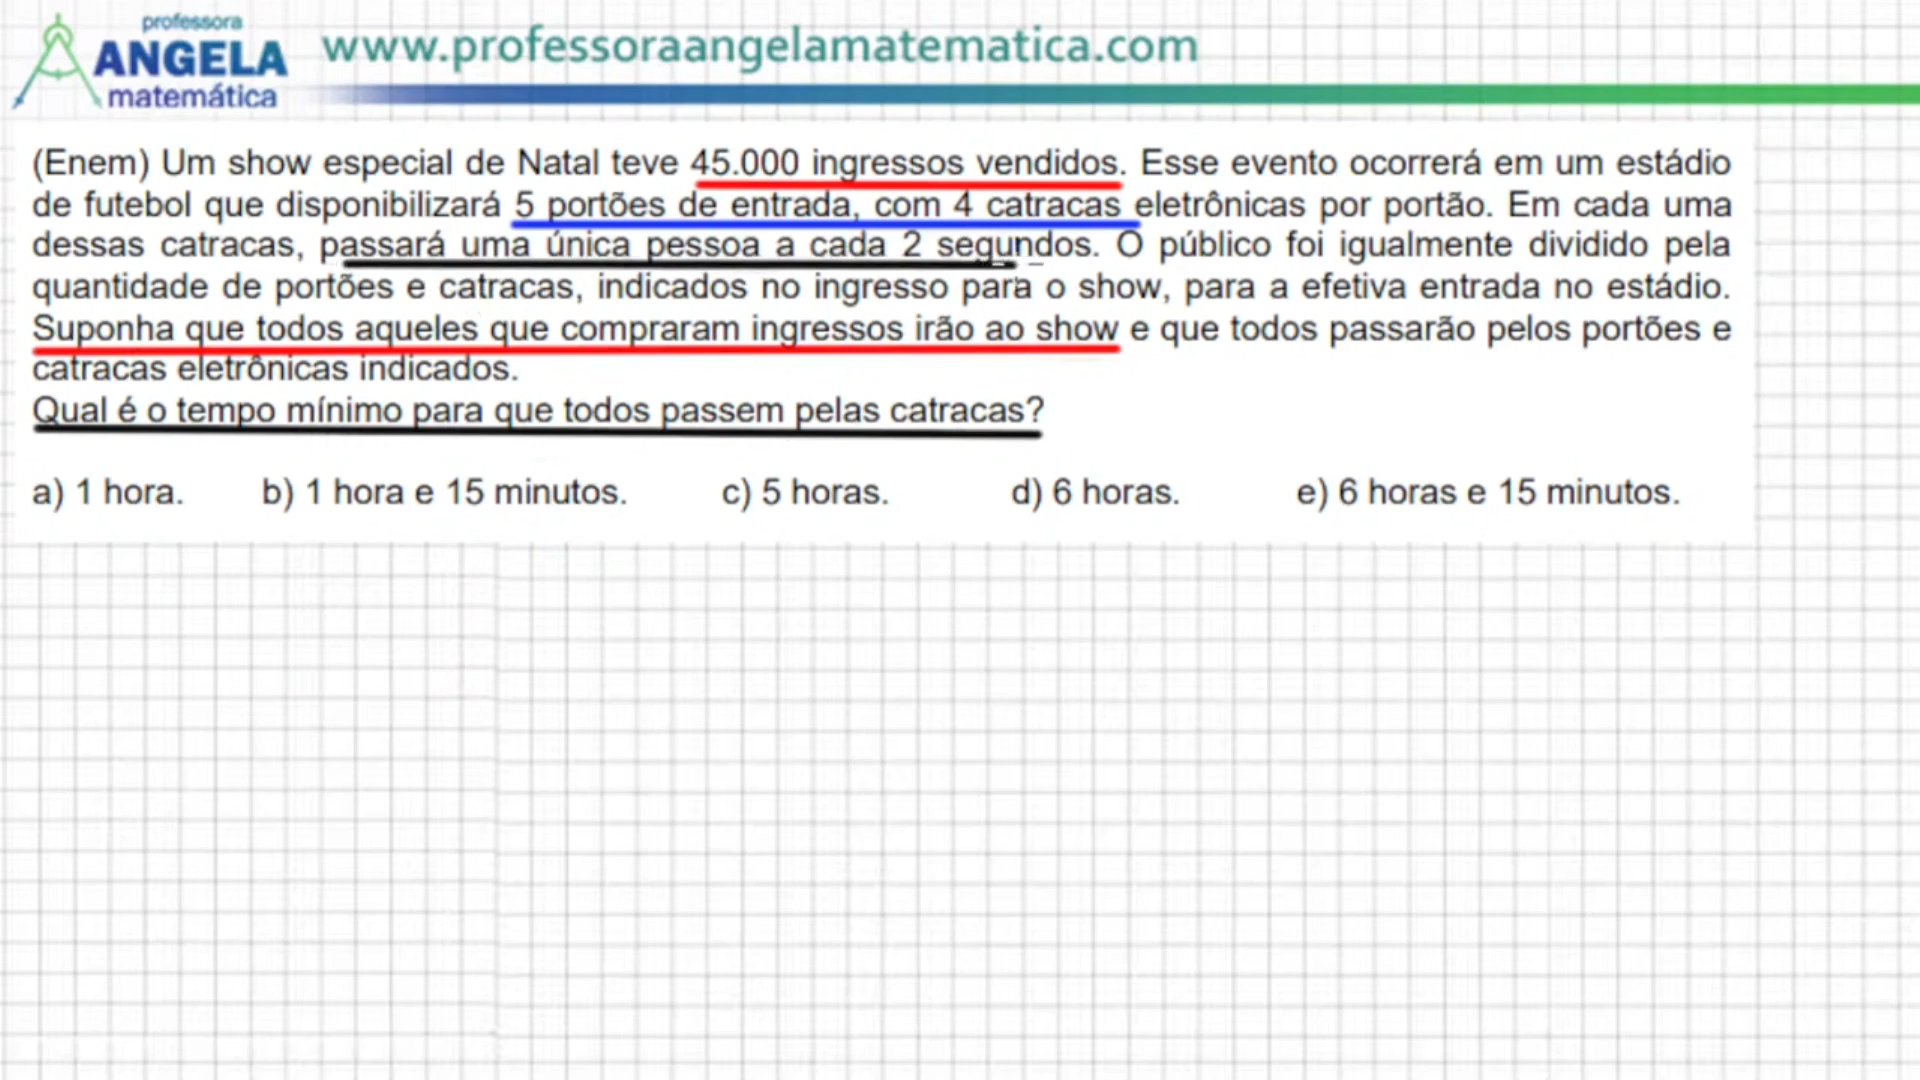 professora
ANGELA
matemática
www.professoraangelamatematica.com
(Enem) Um show especial de Natal teve 45.000 ingressos vendidos. Esse evento ocorrerá em um estádio
de futebol que disponibilizará 5 portões de entrada, com 4 catracas eletrônicas por portão. Em cada uma
dessas catracas, passará uma única pessoa a cada 2 segundos. O público foi igualmente dividido pela
quantidade de portões e catracas, indicados no ingresso para o show, para a efetiva entrada no estádio.
Suponha que todos aqueles que compraram ingressos irão ao show e que todos passarão pelos portões e
catracas eletrônicas indicados.
Qual é o tempo mínimo para que todos passem pelas catracas?
a) 1 hora. b) 1 hora e 15 minutos. c) 5 horas. d) 6 horas. e) 6 horas e 15 minutos.